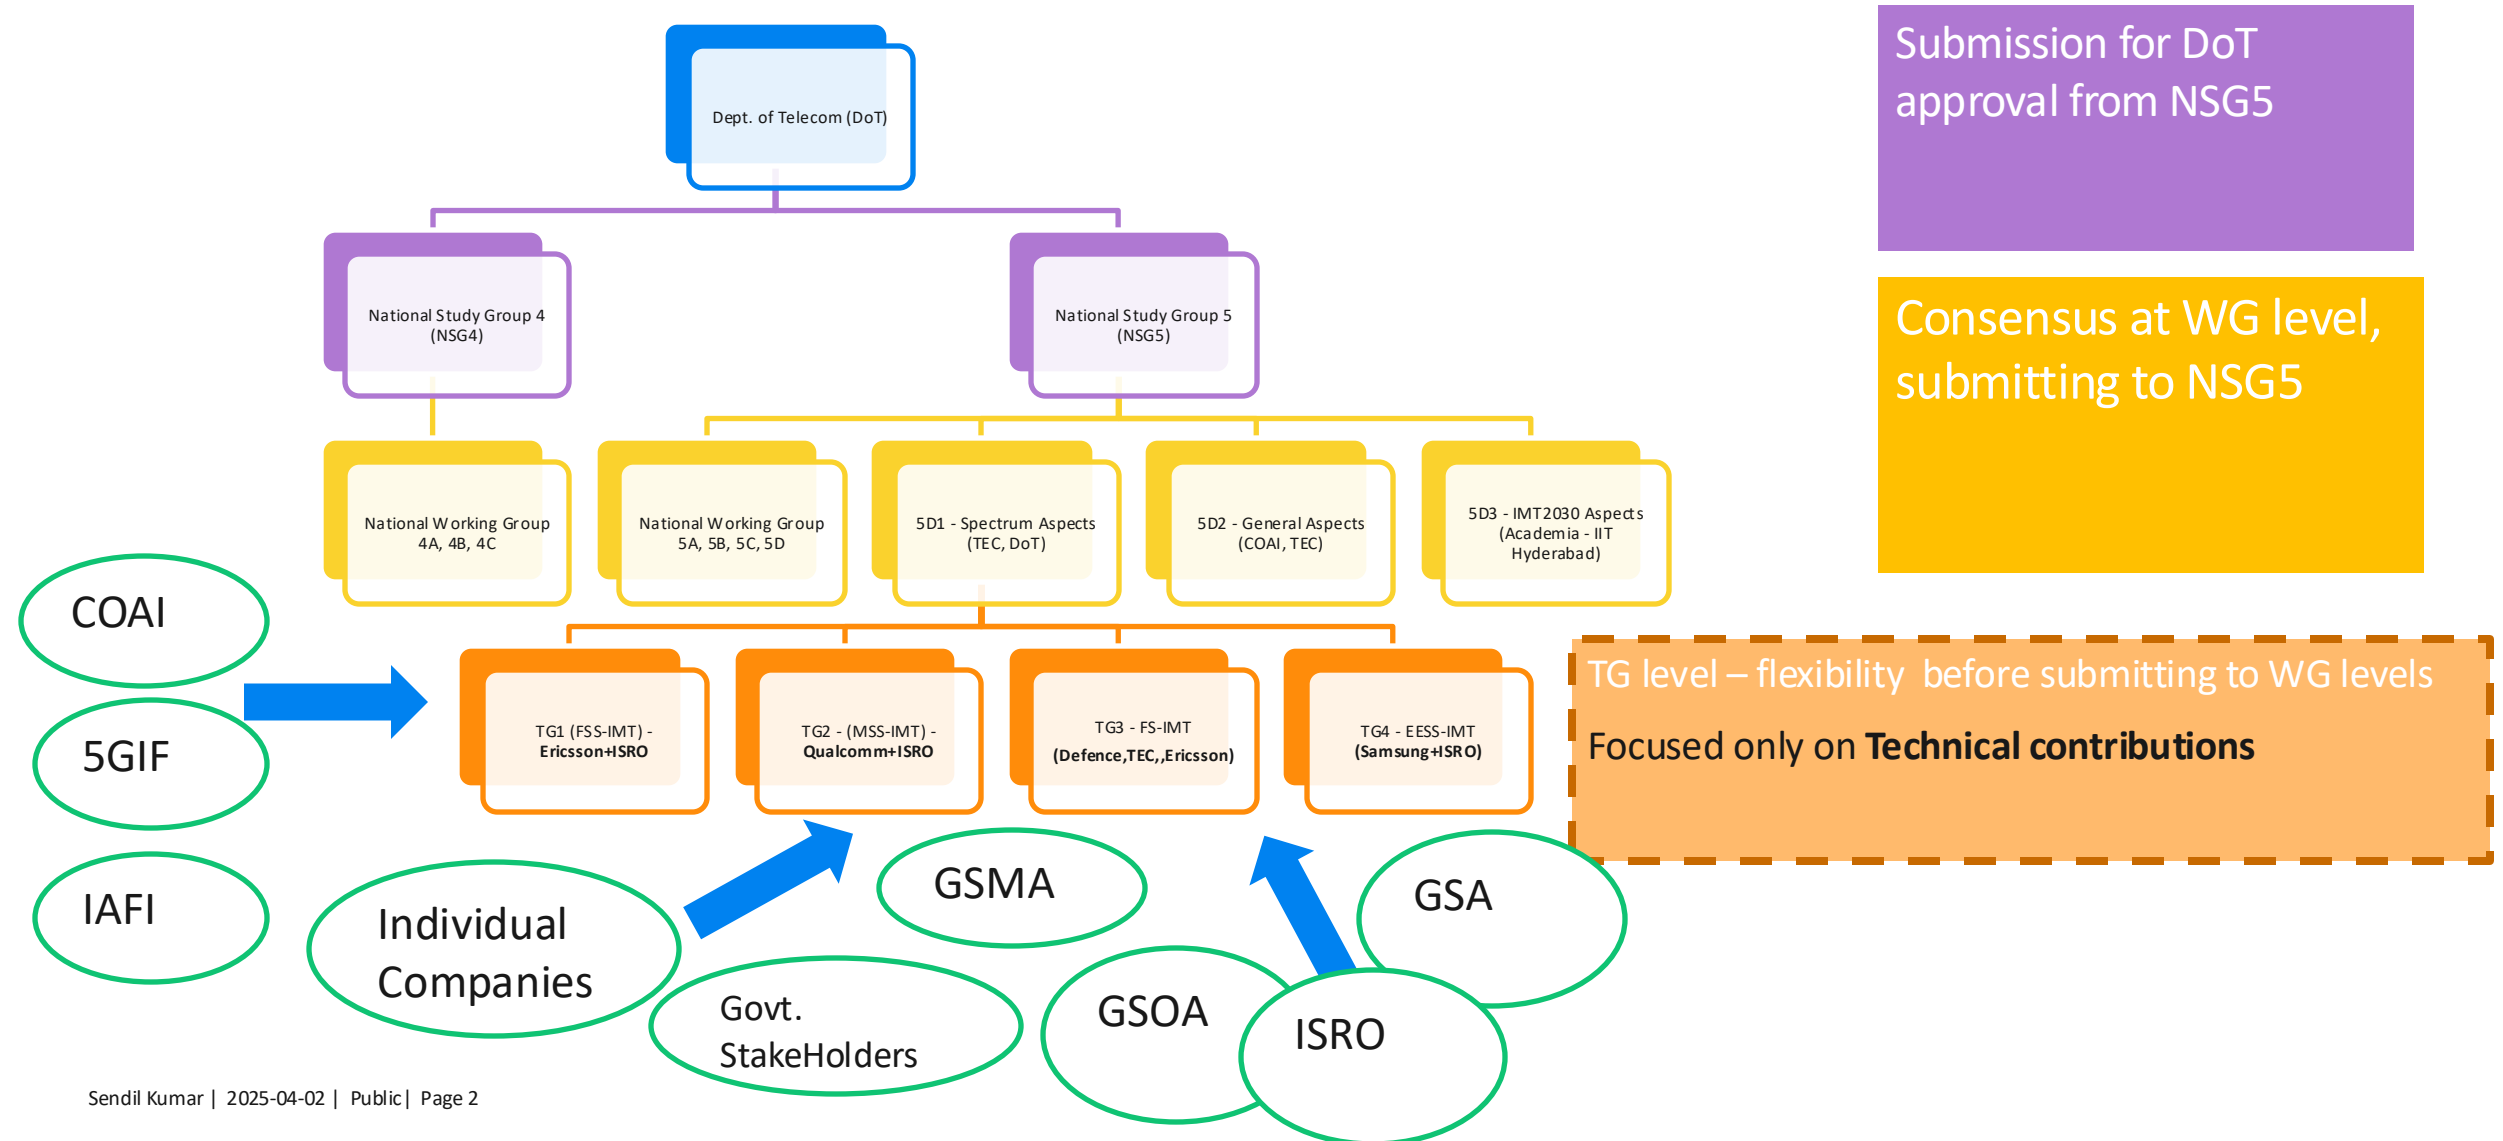 Dept. of Telecom (DoT)
Submission for DoT
approval from NSG5
National Study Group 4
(NSG4)
National Study Group 5
(NSG5)
Consensus at WG level,
submitting to NSG5
National Working Group
4A, 4B, 4C
National Working Group
5A, 5B, 5C, 5D
5D1 - Spectrum Aspects
(TEC, DoT)
5D2 - General Aspects
(COAI, TEC)
5D3 - IMT2030 Aspects
(Academia - IIT
Hyderabad)
COAI
5GIF
IAFI
TG1 (FSS-IMT) -
Ericsson+ISRO
TG2 - (MSS-IMT) -
Qualcomm+ISRO
TG3 - FS-IMT
(Defence,TEC,,Ericsson)
TG4 - EESS-IMT
(Samsung+ISRO)
TG level – flexibility  before submitting to WG levels
Focused only on Technical contributions
Individual
Companies
GSMA
GSA
Govt.
StakeHolders
GSOA
ISRO
Sendil Kumar | 2025-04-02 | Public | Page 2